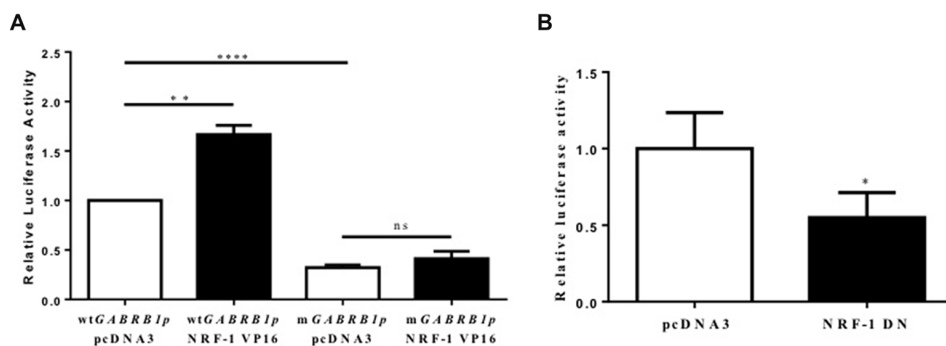 A
Relative Luciferase Activity
2.5
2.0
1.5
1.0
0.5
0.0
****
**
ns
wtGABRB1p wtGABRB1p mGABRB1p mGABRB1p
pcDNA3 NRF-1 VP16 pcDNA3 NRF-1 VP16
B
Relative luciferase activity
1.5
1.0
0.5
0.0
*
pcDNA3 NRF-1 DN